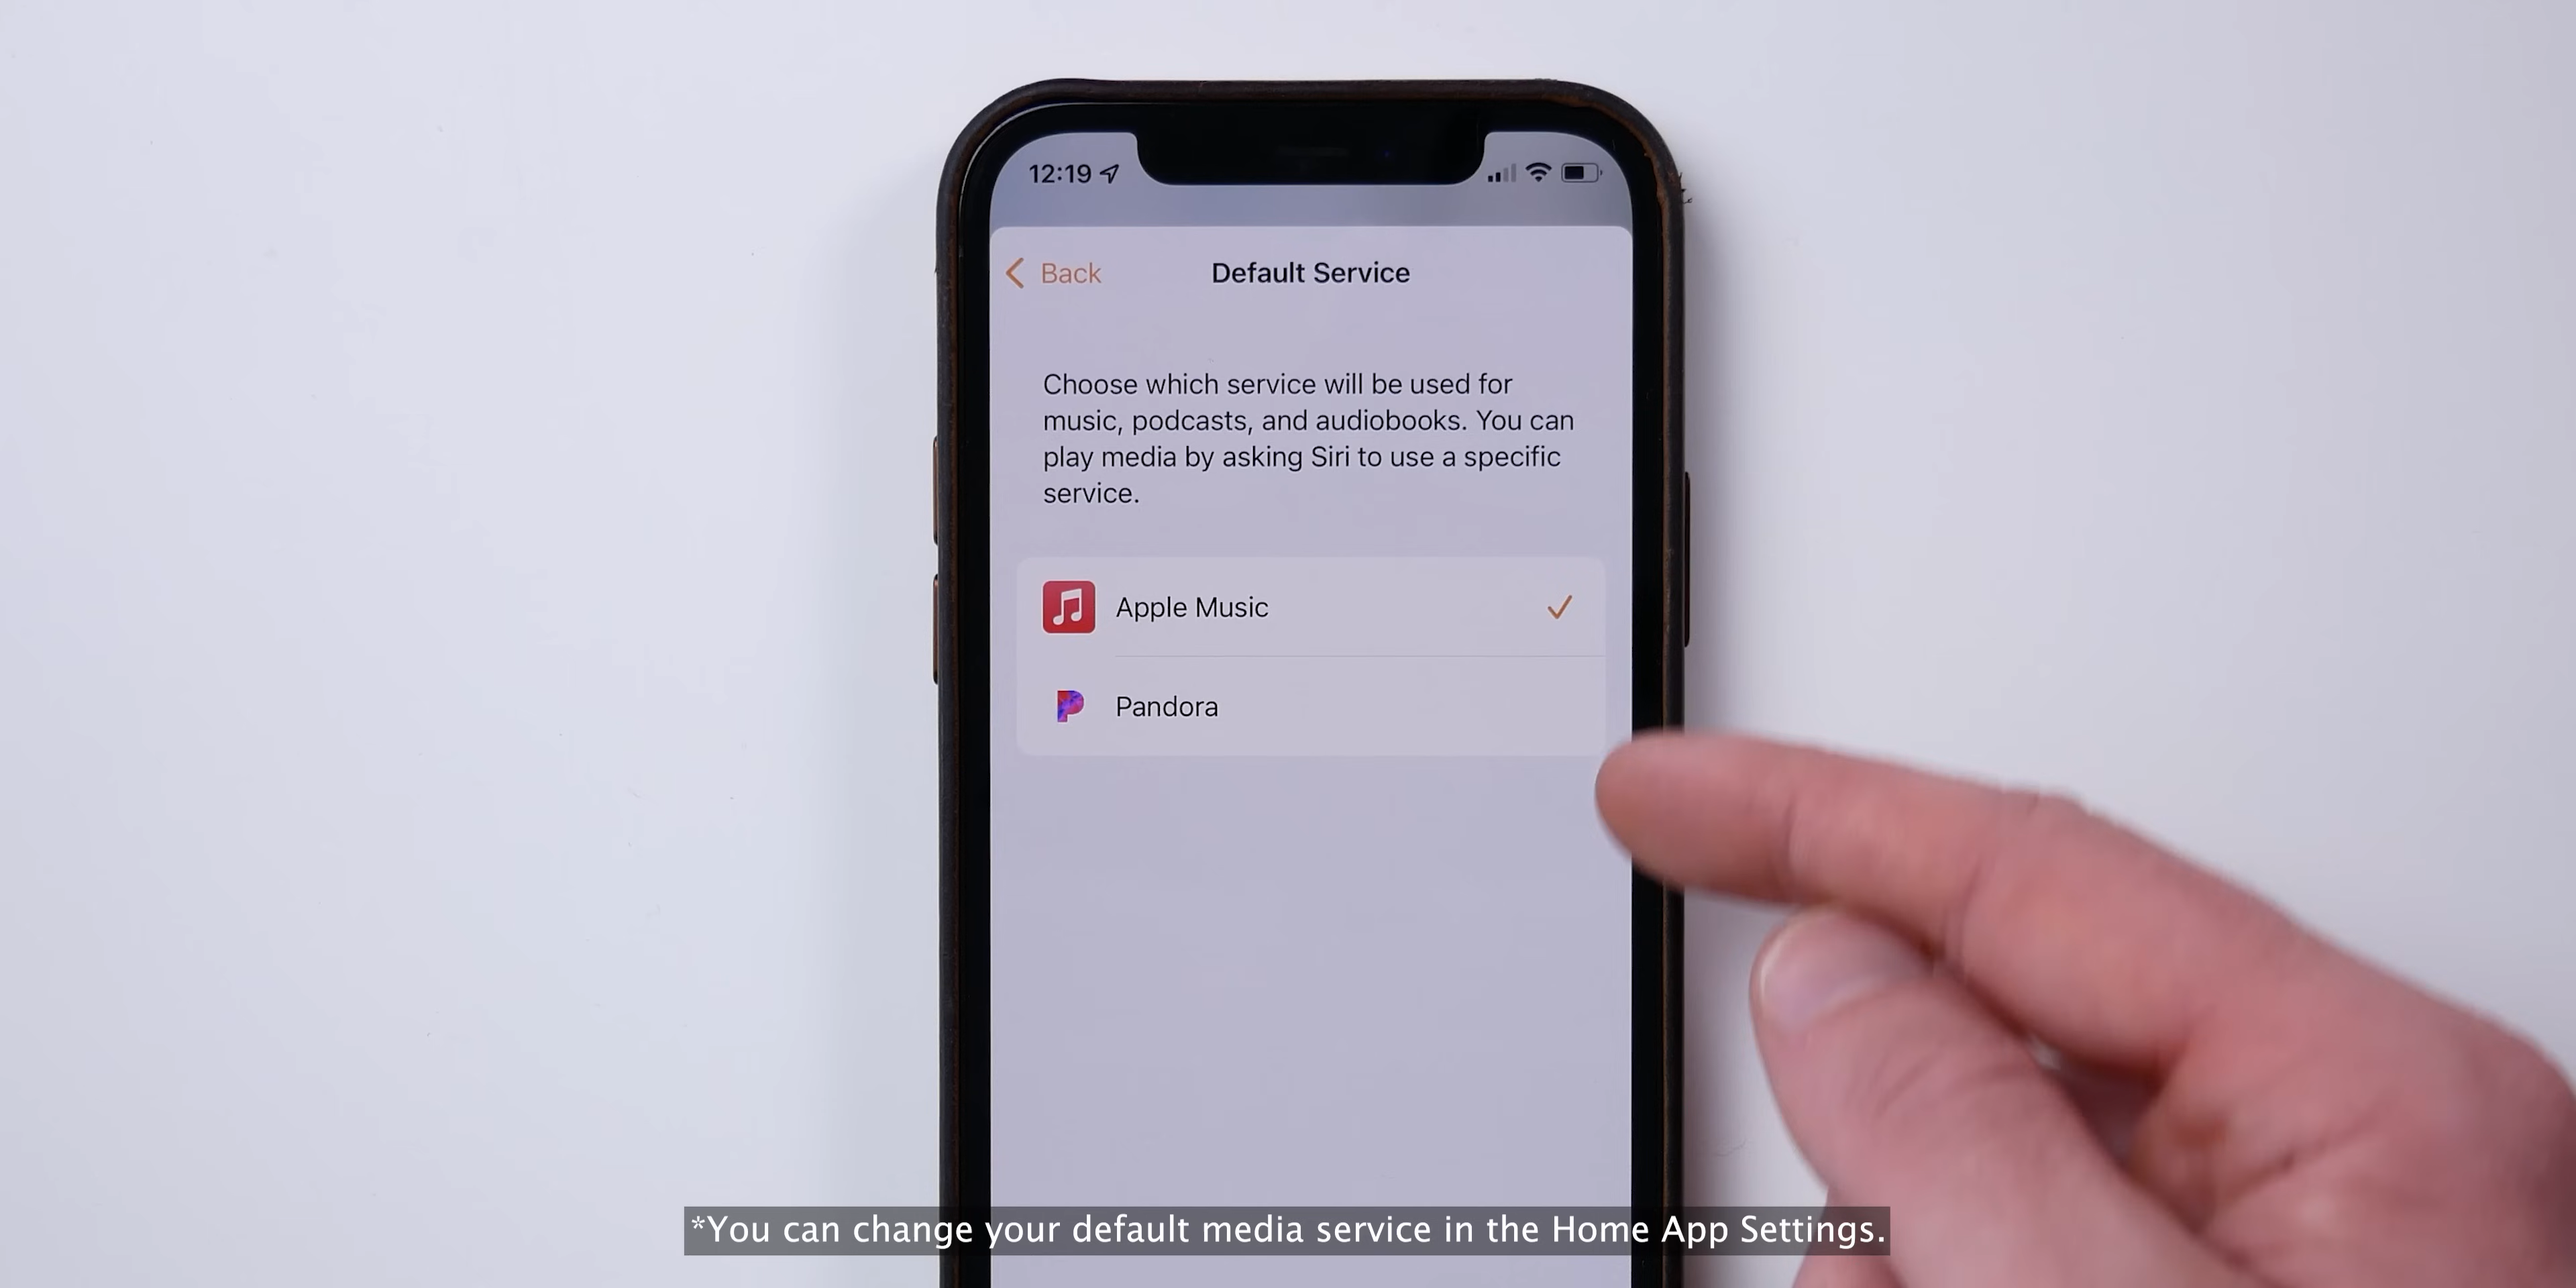 12:19
Back
Default Service
Choose which service will be used for
music, podcasts, and audiobooks. You can
play media by asking Siri to use a specific
service.
Apple Music
Pandora
*You can change your default media service in the Home App Settings.